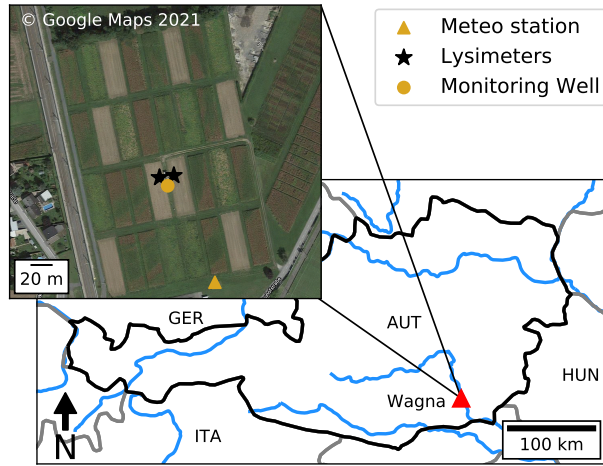 © Google Maps 2021
Meteo station
Lysimeters
Monitoring Well
20 m
GER
AUT
HUN
Wagna
ITA
N
100 km